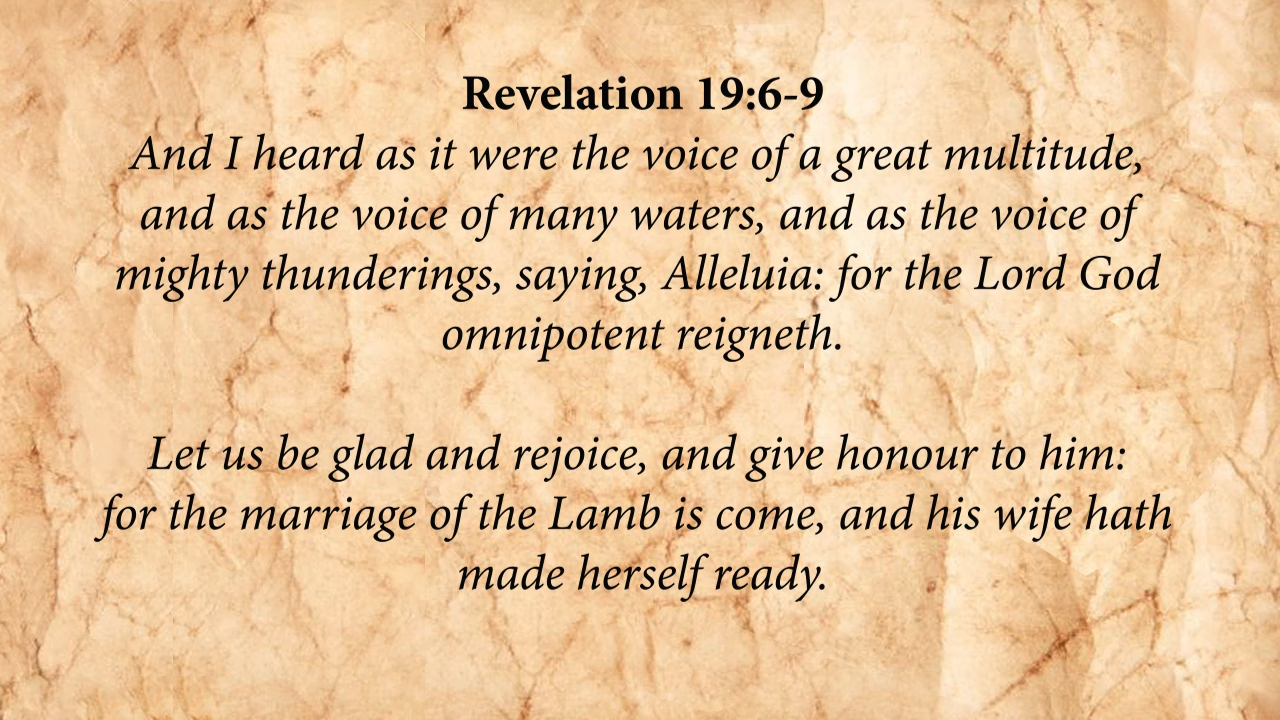 Revelation 19:6-9
And I heard as it were the voice of a great multitude,
and as the voice of many waters, and as the voice of
mighty thunderings, saying, Alleluia: for the Lord God
omnipotent reigneth.
Let us be glad and rejoice, and give honour to him:
for the marriage of the Lamb is come, and his wife hath
made herself ready.